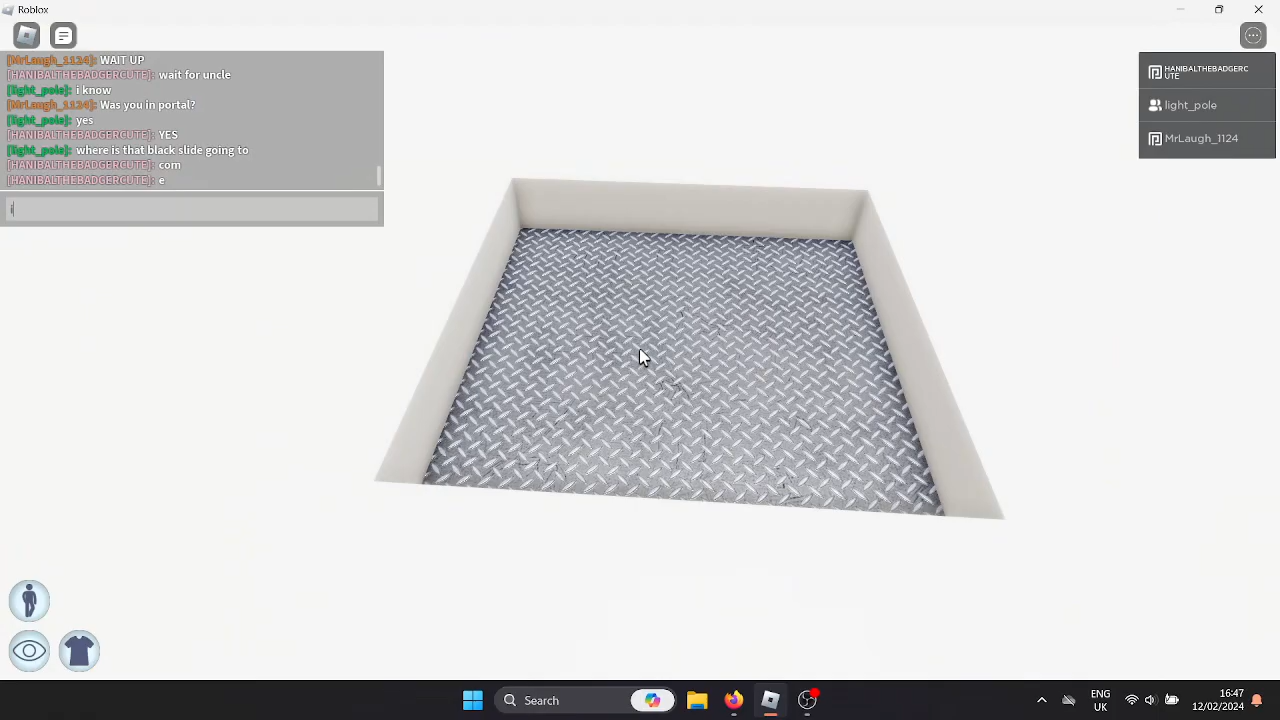 Roblox
[MrLaugh_1124]: WAIT UP
[HANIBALTHEBADGERCUTE]: wait for uncle
[light_pole]: i know
[MrLaugh_1124]: Was you in portal?
[light_pole]: yes
[HANIBALTHEBADGERCUTE]: YES
[light_pole]: where is that black slide going to
[HANIBALTHEBADGERCUTE]: com
[HANIBALTHEBADGERCUTE]: e
i
HANIBALTHEBADGERC
UTE
light_pole
MrLaugh_1124
Search
ENG
UK
16:47
12/02/2024